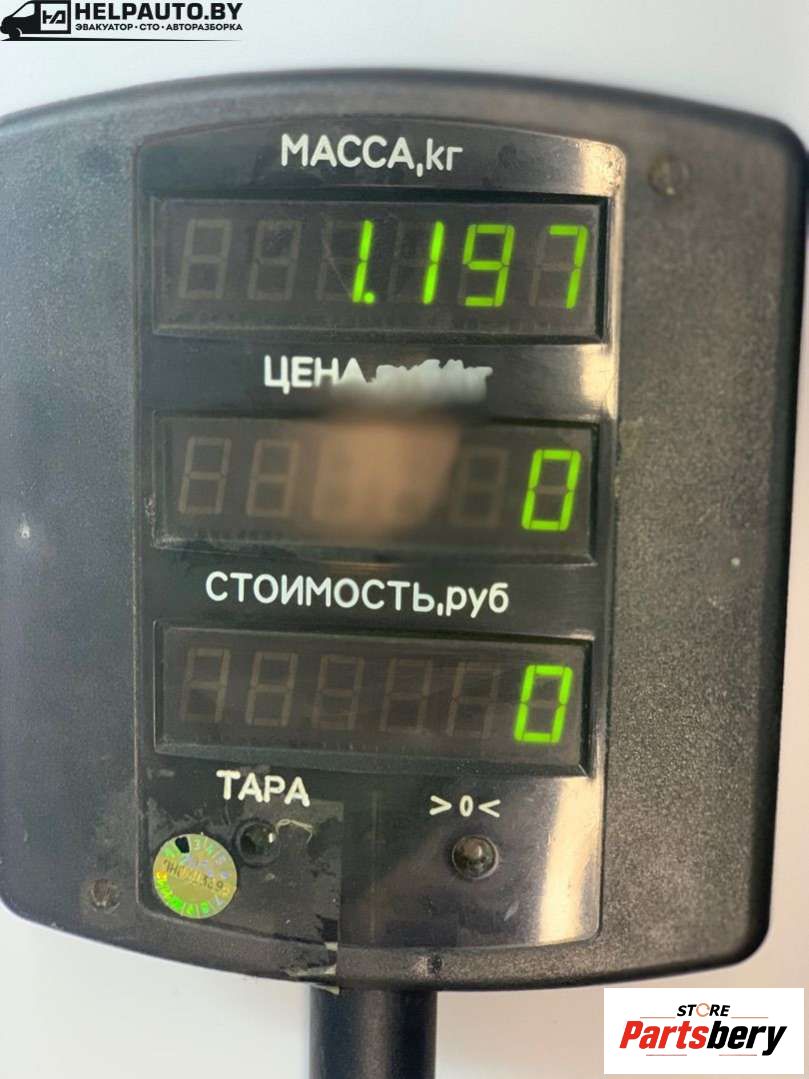 HELPAUTO.BY
ЭВАКУАТОР • СТО • АВТОРАЗБОРКА
МАССА,кг
1.197
ЦЕНА
0
СТОИМОСТЬ,руб
0
ТАРА
>0<
STORE
Partsbery